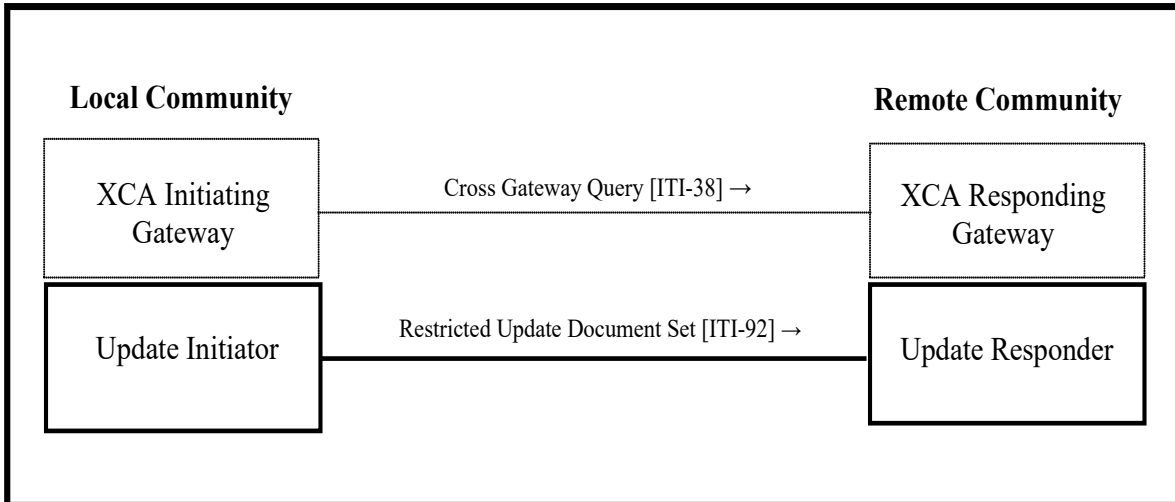 Local Community
Remote Community
XCA Initiating
Gateway
Cross Gateway Query [ITI-38] →
XCA Responding
Gateway
Update Initiator
Restricted Update Document Set [ITI-92] →
Update Responder